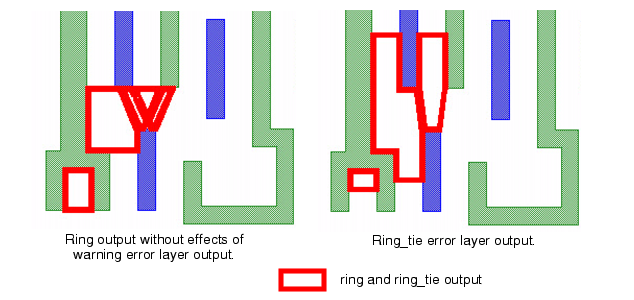 Ring output without effects of
warning error layer output.
Ring_tie error layer output.
ring and ring_tie output